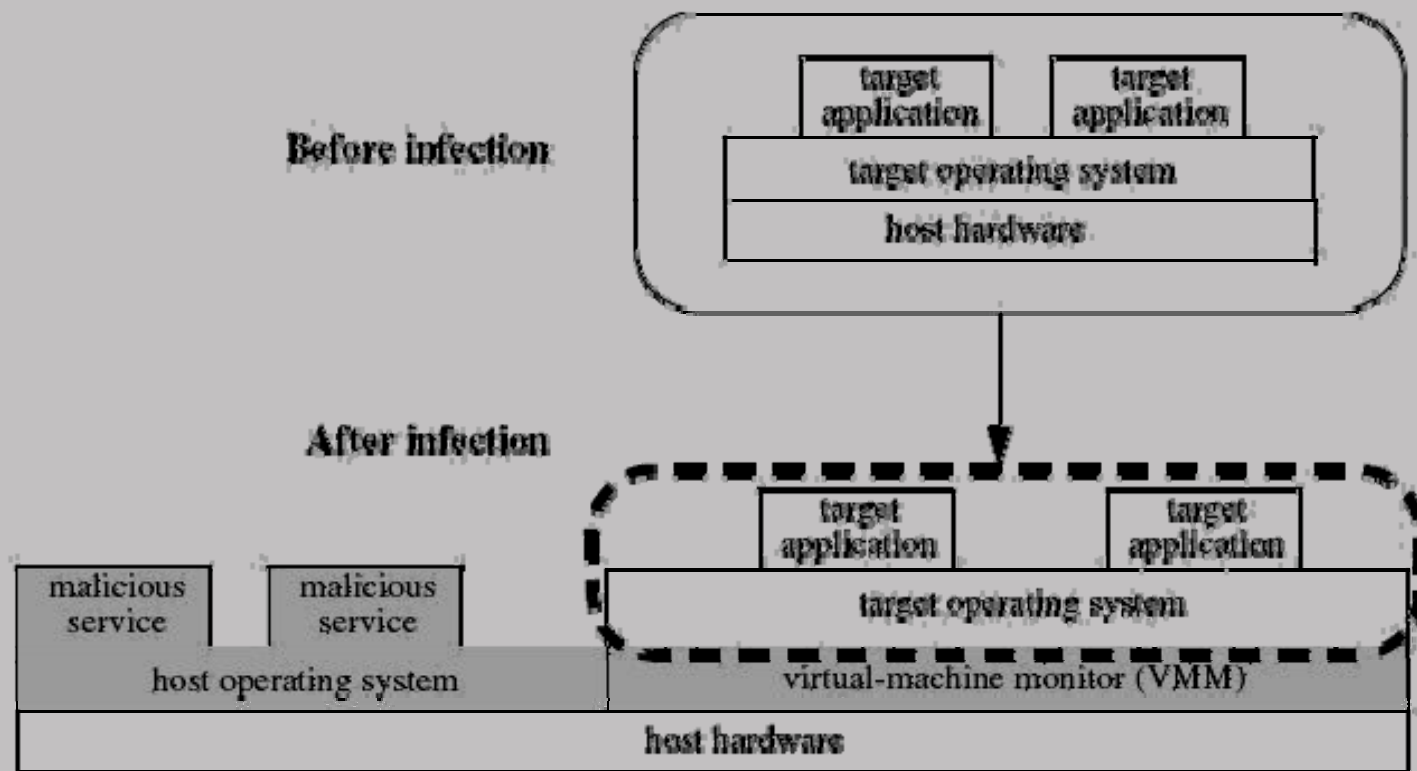 target
application
target
application
Before infection
target operating system
host hardware
After infection
target
application
target
application
malicious
service
malicious
service
target operating system
host operating system
virtual-machine monitor (VMM)
host hardware